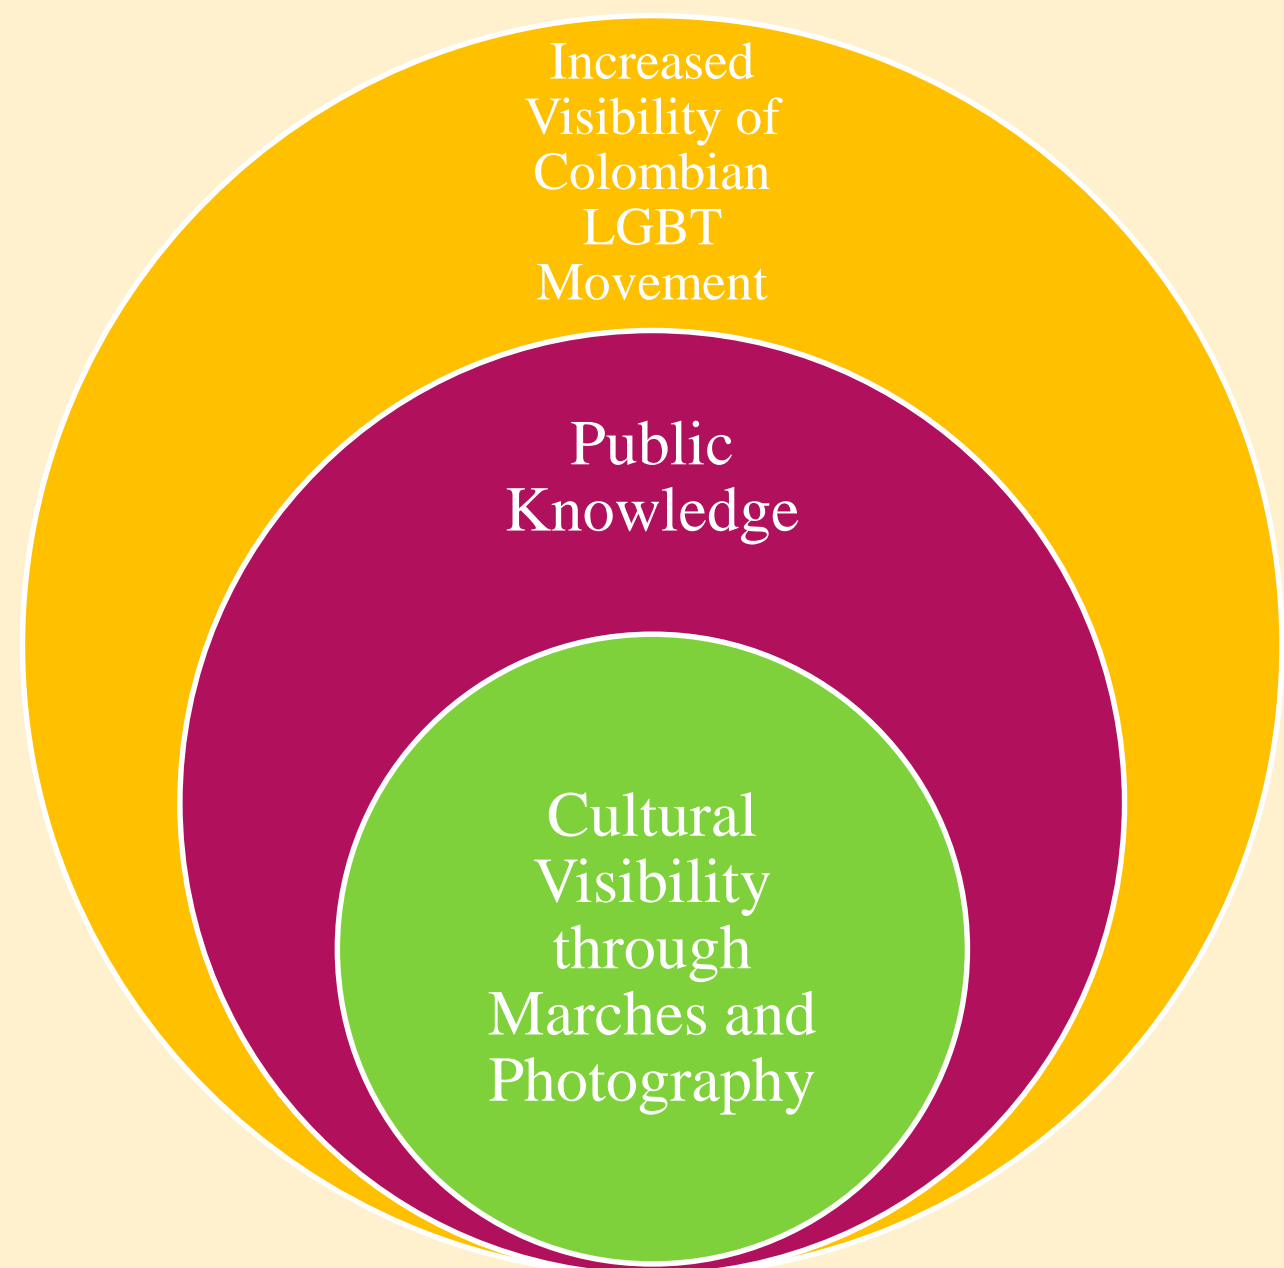 Increased
Visibility of
Colombian
LGBT
Movement
Public
Knowledge
Cultural
Visibility
through
Marches and
Photography